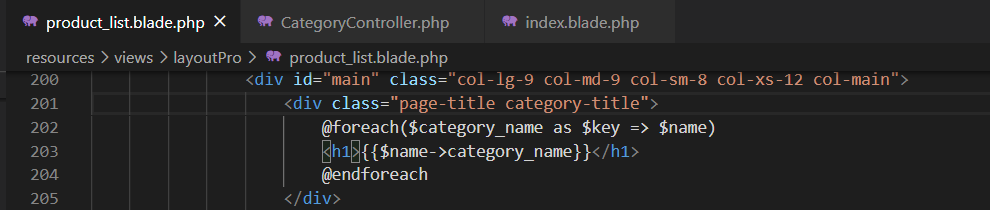 product_list.blade.php × CategoryController.php index.blade.php
resources > views > layoutPro > product_list.blade.php
200 <div id="main" class="col-lg-9 col-md-9 col-sm-8 col-xs-12 col-main">
201 <div class="page-title category-title">
202 @foreach($category_name as $key => $name)
203 <h1>{{$name->category_name}}</h1>
204 @endforeach
205 </div>